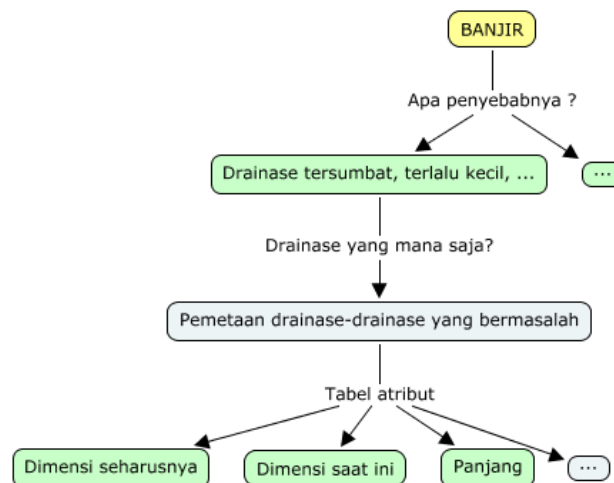 BANJIR
Apa penyebabnya ?
Drainase tersumbat, terlalu kecil, ...
...
Drainase yang mana saja?
Pemetaan drainase-drainase yang bermasalah
Tabel atribut
Dimensi seharusnya
Dimensi saat ini
Panjang
...